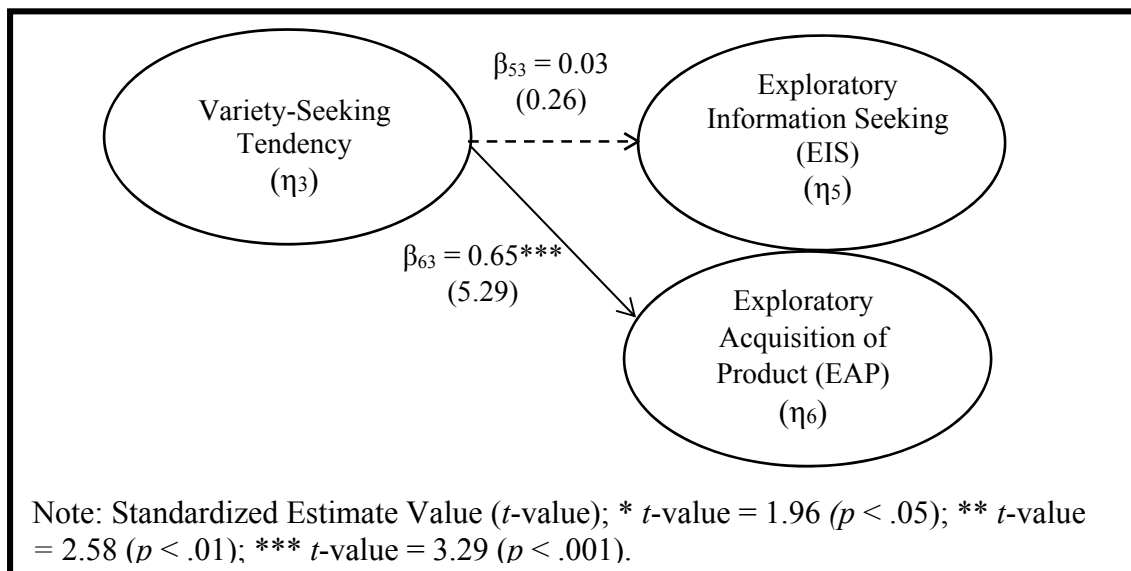 Variety-Seeking
Tendency
(η3)
β53 = 0.03
(0.26)
Exploratory
Information Seeking
(EIS)
(η5)
β63 = 0.65***
(5.29)
Exploratory
Acquisition of
Product (EAP)
(η6)
Note: Standardized Estimate Value (t-value); * t-value = 1.96 (p < .05); ** t-value
= 2.58 (p < .01); *** t-value = 3.29 (p < .001).